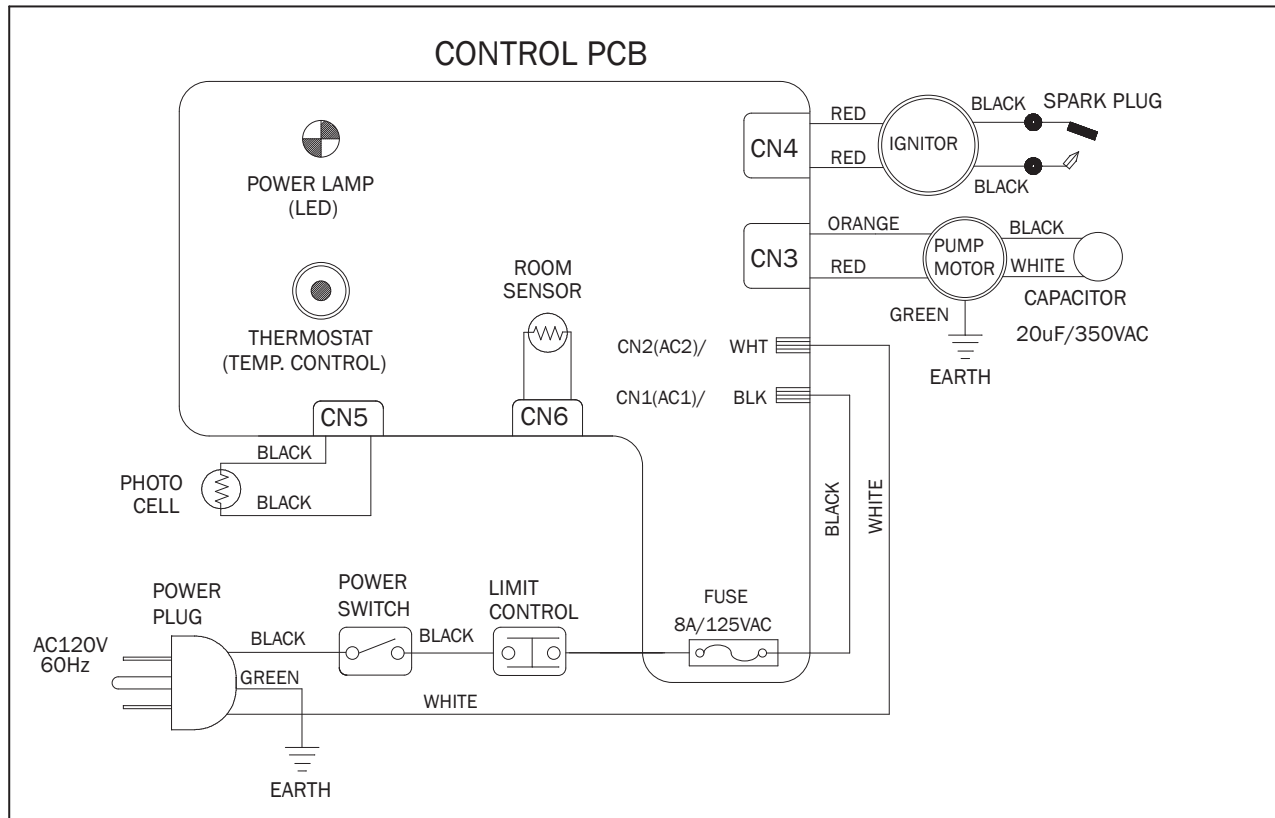 CONTROL PCB
POWER LAMP
(LED)
THERMOSTAT
(TEMP. CONTROL)
ROOM
SENSOR
CN4
RED
RED
IGNITOR
BLACK
BLACK
SPARK PLUG
CN3
ORANGE
RED
PUMP
MOTOR
BLACK
WHITE
CAPACITOR
20uF/350VAC
GREEN
EARTH
CN2(AC2)/ WHT
CN1(AC1)/ BLK
CN5
CN6
BLACK
BLACK
PHOTO
CELL
BLACK
WHITE
POWER
PLUG
AC120V
60Hz
BLACK
GREEN
WHITE
EARTH
POWER
SWITCH
BLACK
LIMIT
CONTROL
FUSE
8A/125VAC